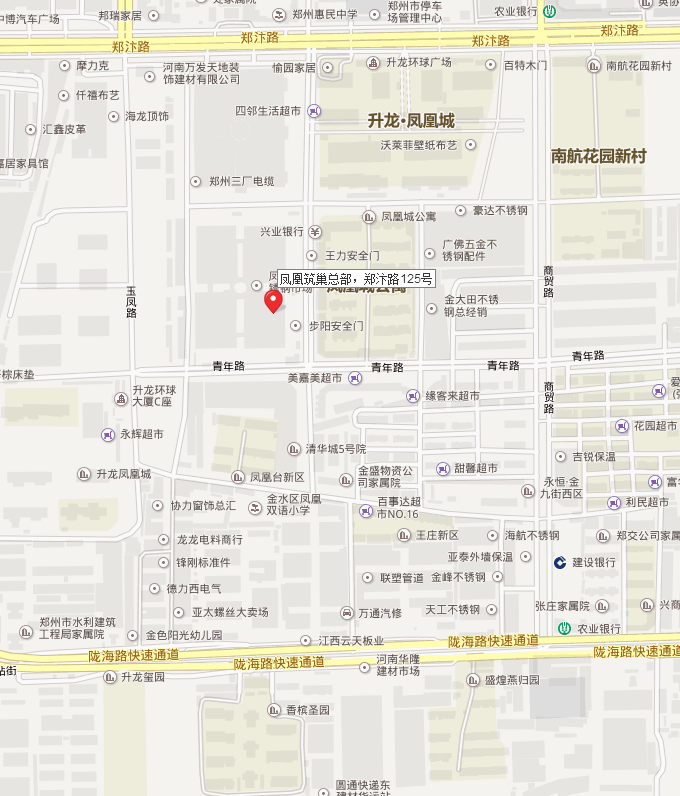 中博汽车广场
邦瑞家居
郑州惠民中学
郑州市停车
场管理中心
农业银行
郑汴路
郑汴路
郑汴路
郑汴路
摩力克
河南万发天地装
饰建材有限公司
愉园家居
升龙环球广场
百特木门
南航花园新村
仟禧布艺
海龙顶饰
四邻生活超市
升龙·凤凰城
汇鑫皮革
沃莱菲壁纸布艺
南航花园新村
居家具馆
郑州三厂电缆
凤凰城公寓
豪达不锈钢
兴业银行
王力安全门
广佛五金不
锈钢配件
商贸路
凤凰筑巢总部，郑汴路125号
玉凤路
金大田不锈
钢总经销
步阳安全门
青年路
青年路
青年路
青年路
棕床垫
美嘉美超市
升龙环球
大厦C座
缘客来超市
商贸路
花园超市
永辉超市
清华城5号院
吉锐保温
升龙凤凰城
凤凰台新区
金盛物资公
司家属院
甜馨超市
永恒·金
九街西区
协力窗饰总汇
金水区凤凰
双语小学
百事达超
市NO.16
利民超市
龙龙电料商行
王庄新区
海航不锈钢
郑交公司家属
锋刚标准件
亚泰外墙保温
建设银行
德力西电气
联塑管道
金峰不锈钢
亚太螺丝大卖场
万通汽修
天工不锈钢
张庄家属院
兴商
郑州市水利建筑
工程局家属院
金色阳光幼儿园
江西云天板业
农业银行
陇海路快速通道
陇海路快速通道
陇海路快速通道
陇海路快速通道
站街
升龙玺园
河南华隆
建材市场
盛煌燕归园
香槟圣园
圆通快递东